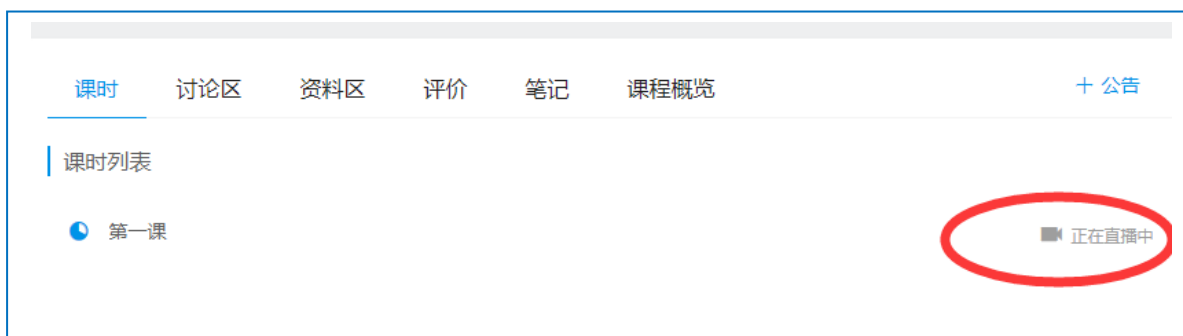 课时 讨论区 资料区 评价 笔记 课程概览 + 公告
课时列表
第一课 正在直播中